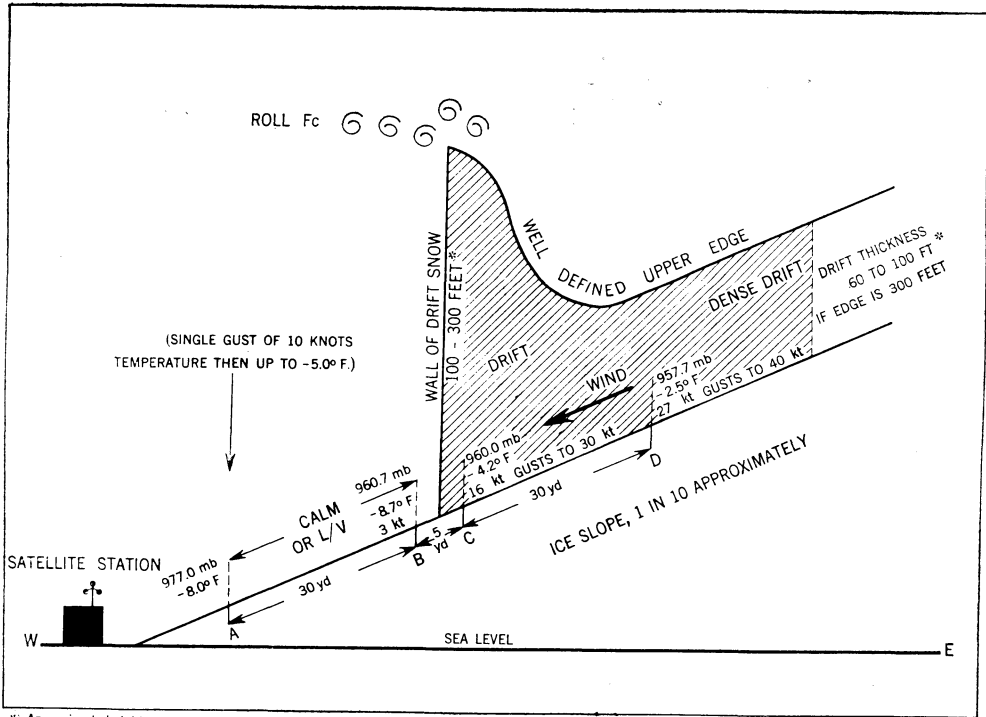 ROLL Fc
WALL OF DRIFT SNOW
100 - 300 FEET *
WELL DEFINED UPPER EDGE
DENSE DRIFT
DRIFT THICKNESS
60 TO 100 FT *
IF EDGE IS 300 FEET
(SINGLE GUST OF 10 KNOTS
TEMPERATURE THEN UP TO -5.0° F.)
DRIFT
WIND
957.7 mb
-2.5° F
27 kt GUSTS TO 40 kt
960.0 mb
-4.2° F
16 kt GUSTS TO 30 kt
D
960.7 mb
-8.7° F
3 kt
CALM
OR L/V
30 yd
5
yd
C
B
ICE SLOPE, 1 IN 10 APPROXIMATELY
SATELLITE STATION
977.0 mb
-8.0° F
30 yd
A
W
SEA LEVEL
E